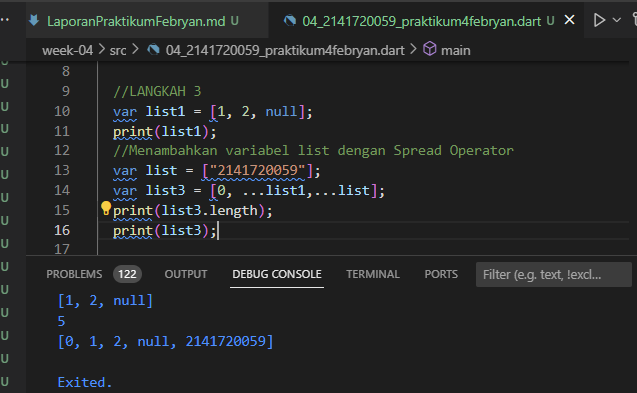 LaporanPraktikumFebryan.md U 04_2141720059_praktikum4febryan.dart U
week-04 > src > 04_2141720059_praktikum4febryan.dart > main
8
9 //LANGKAH 3
10 var list1 = [1, 2, null];
11 print(list1);
12 //Menambahkan variabel list dengan Spread Operator
13 var list = ["2141720059"];
14 var list3 = [0, ...list1,...list];
15 print(list3.length);
16 print(list3);
17
U
U
U
U
U
U
U
U
U
U
U
PROBLEMS 122 OUTPUT DEBUG CONSOLE TERMINAL PORTS Filter (e.g. text, !excl...
[1, 2, null]
5
[0, 1, 2, null, 2141720059]
Exited.